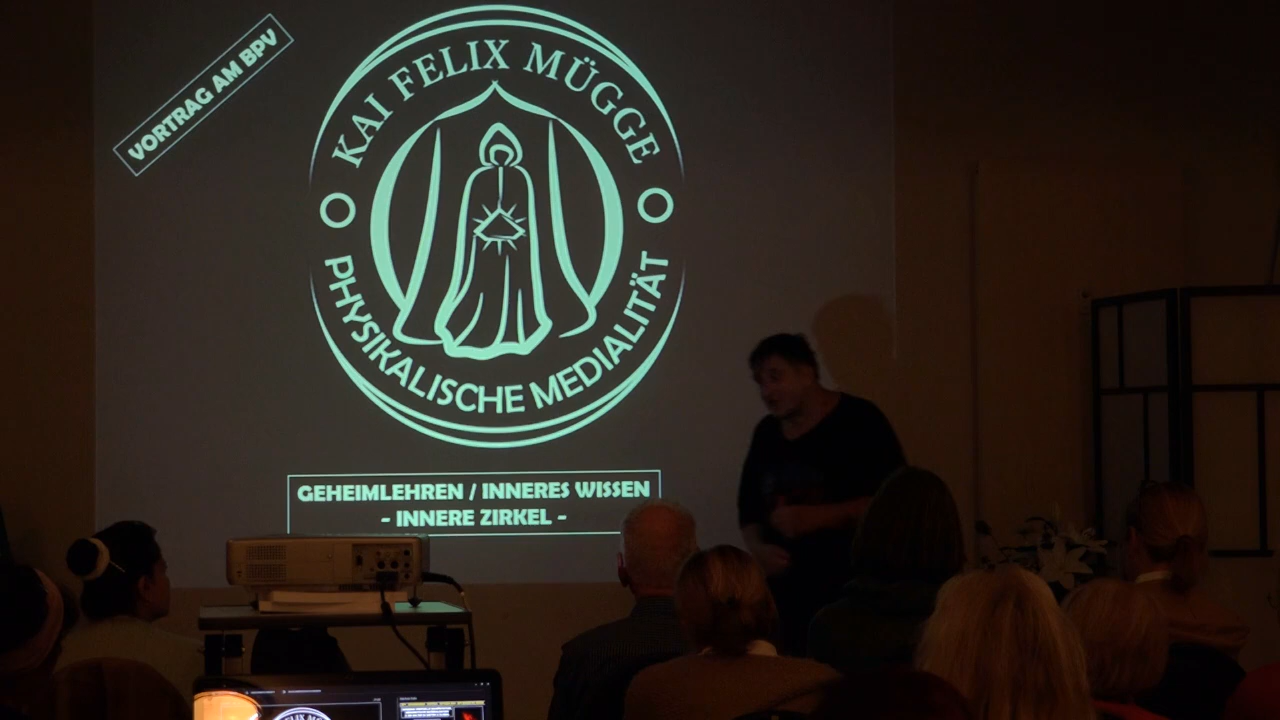 VORTRAG AM BPV
KAI FELIX MÜGGE
PHYSIKALISCHE MEDIALITÄT
GEHEIMLEHREN / INNERES WISSEN
- INNERE ZIRKEL -